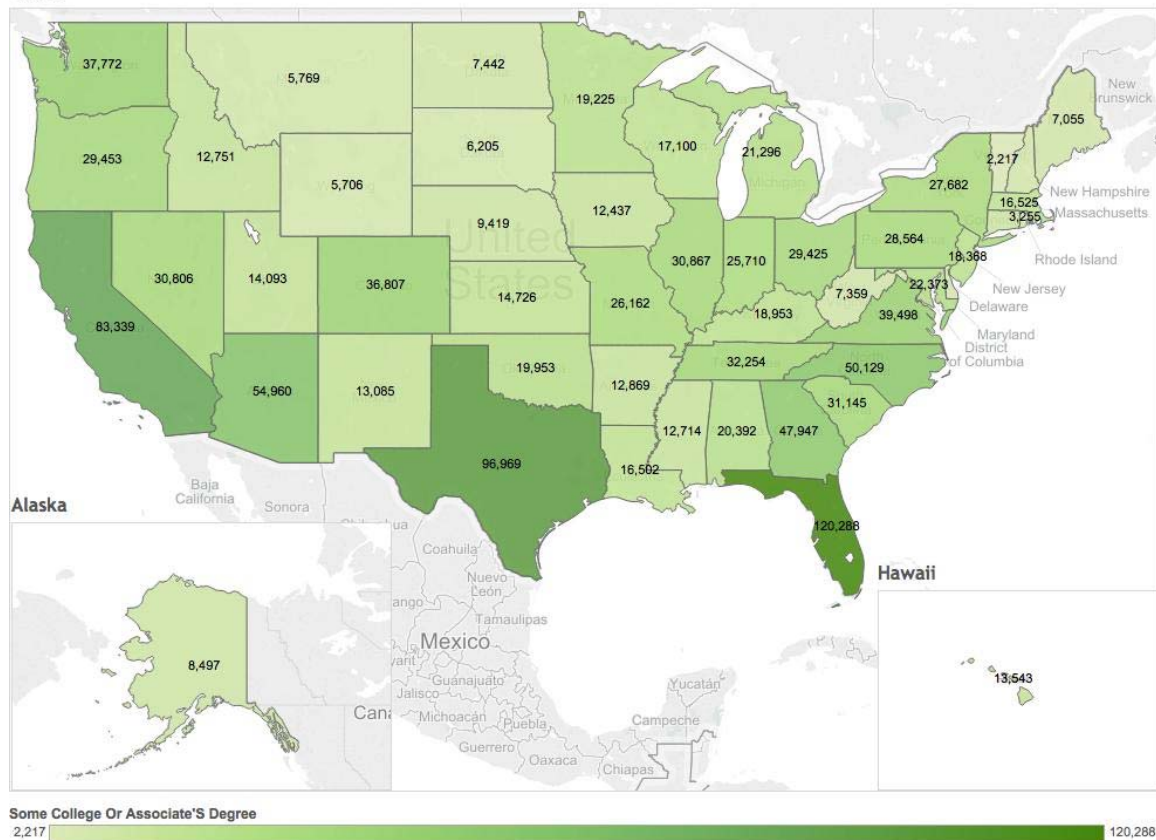 37,772
5,769
7,442
19,225
New Brunswick
7,055
29,453
12,751
6,205
17,100
21,296
2,217
5,706
27,682
New Hampshire
16,525
Massachusetts
3,255
9,419
12,437
United States
Rhode Island
30,806
14,093
36,807
30,867
25,710
29,425
28,564
18,368
New Jersey
14,726
26,162
7,359
22,373
Delaware
83,339
18,953
39,498
Maryland
District of Columbia
32,254
50,129
54,960
13,085
19,953
12,869
31,145
12,714
20,392
47,947
96,969
16,502
Baja California
Sonora
Alaska
120,288
Coahuila
Nuevo León
Hawaii
Tamaulipas
Mexico
8,497
Guanajuato
Jalisco
Yucatán
13,543
Michoacán
Puebla
Campeche
Guerrero
Oaxaca
Chiapas
Some College Or Associate'S Degree
2,217
120,288